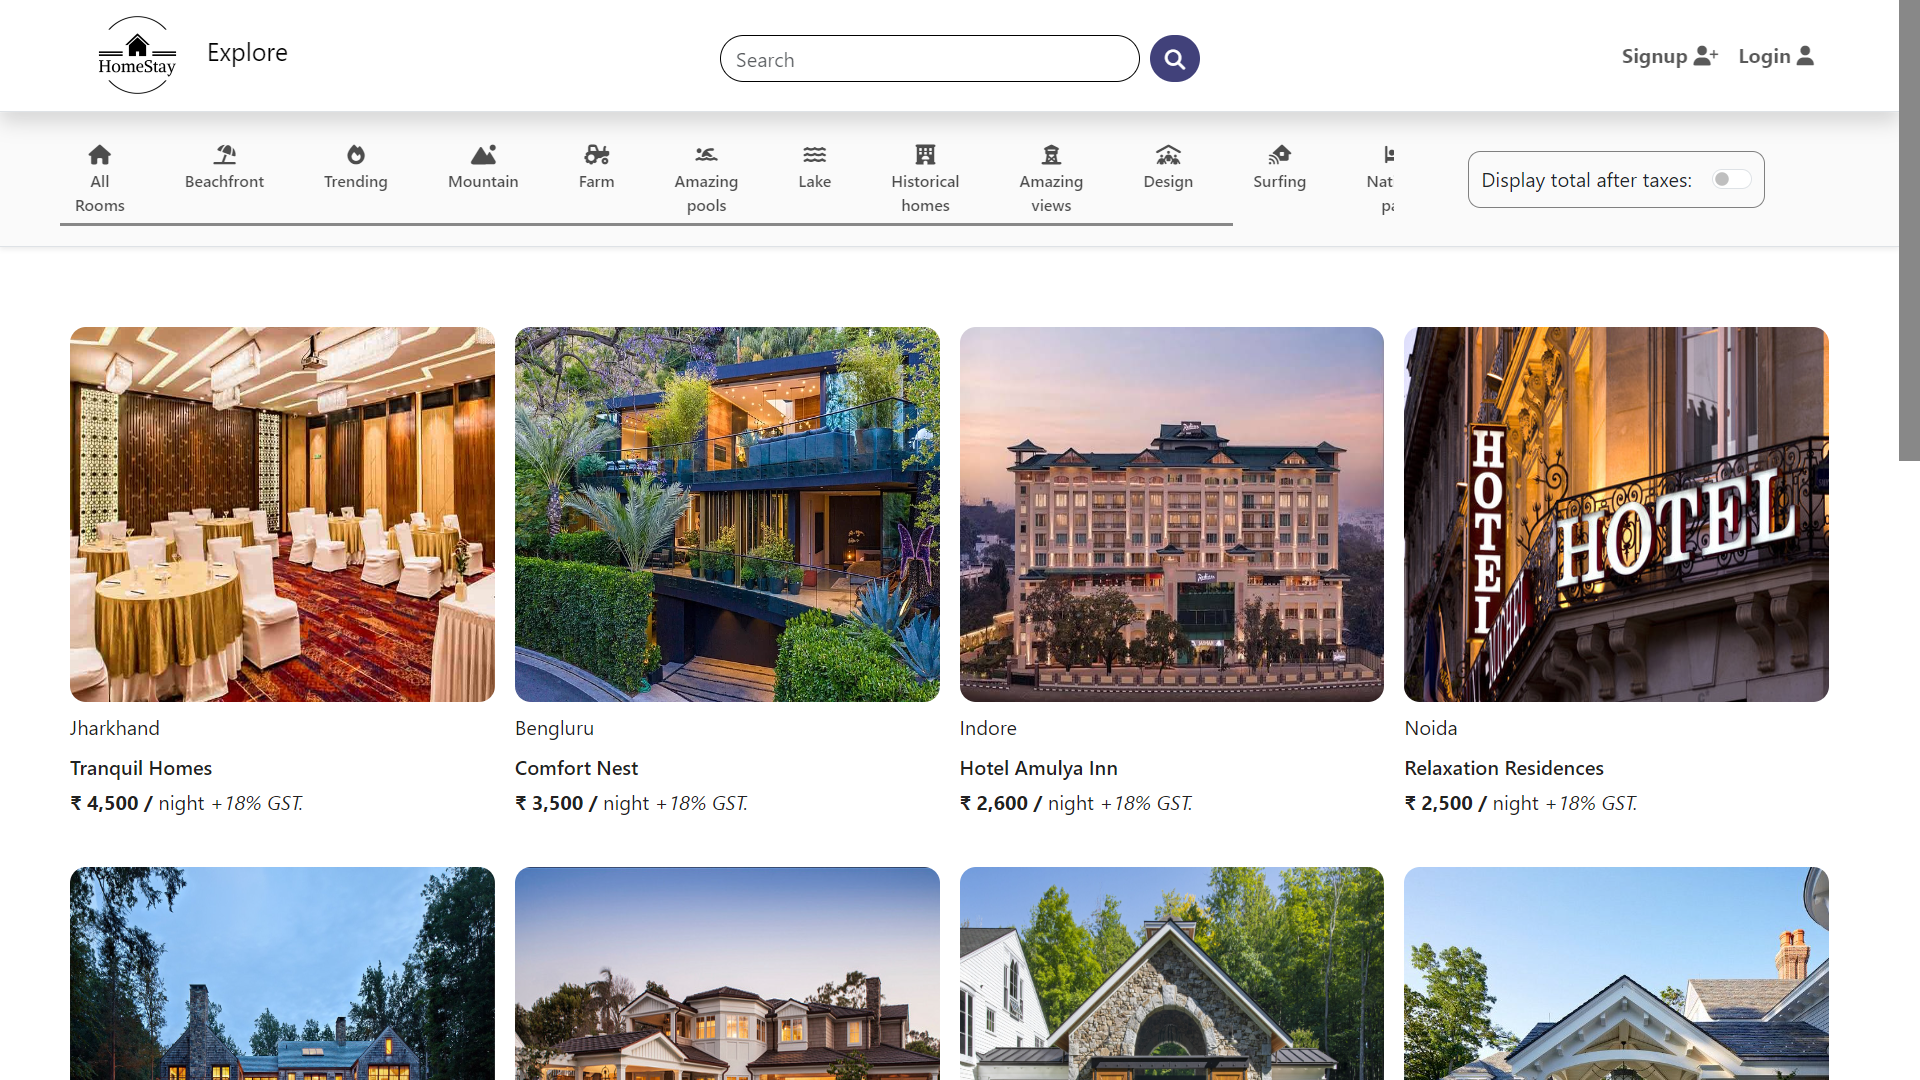 HomeStay
Explore
Search
Signup
Login
All
Rooms
Beachfront
Trending
Mountain
Farm
Amazing
pools
Lake
Historical
homes
Amazing
views
Design
Surfing
Nat
pa
Display total after taxes:
HOTEL
HOTEL
HOTEL
Jharkhand
Tranquil Homes
₹ 4,500 / night +18% GST.
Bengluru
Comfort Nest
₹ 3,500 / night +18% GST.
Indore
Hotel Amulya Inn
₹ 2,600 / night +18% GST.
Noida
Relaxation Residences
₹ 2,500 / night +18% GST.